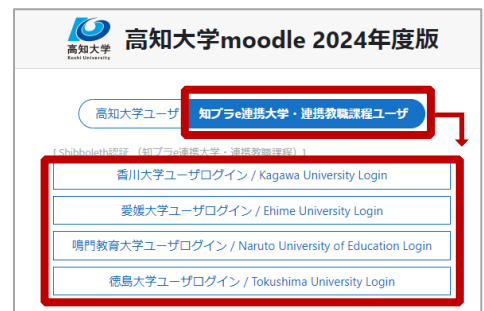 高知大学
Kochi University
高知大学moodle 2024年度版
高知大学ユーザ
知プラe連携大学・連携教職課程ユーザ
[ Shibboleth認証 （知プラe連携大学・連携教職課程） ]
香川大学ユーザログイン / Kagawa University Login
愛媛大学ユーザログイン / Ehime University Login
鳴門教育大学ユーザログイン / Naruto University of Education Login
徳島大学ユーザログイン / Tokushima University Login